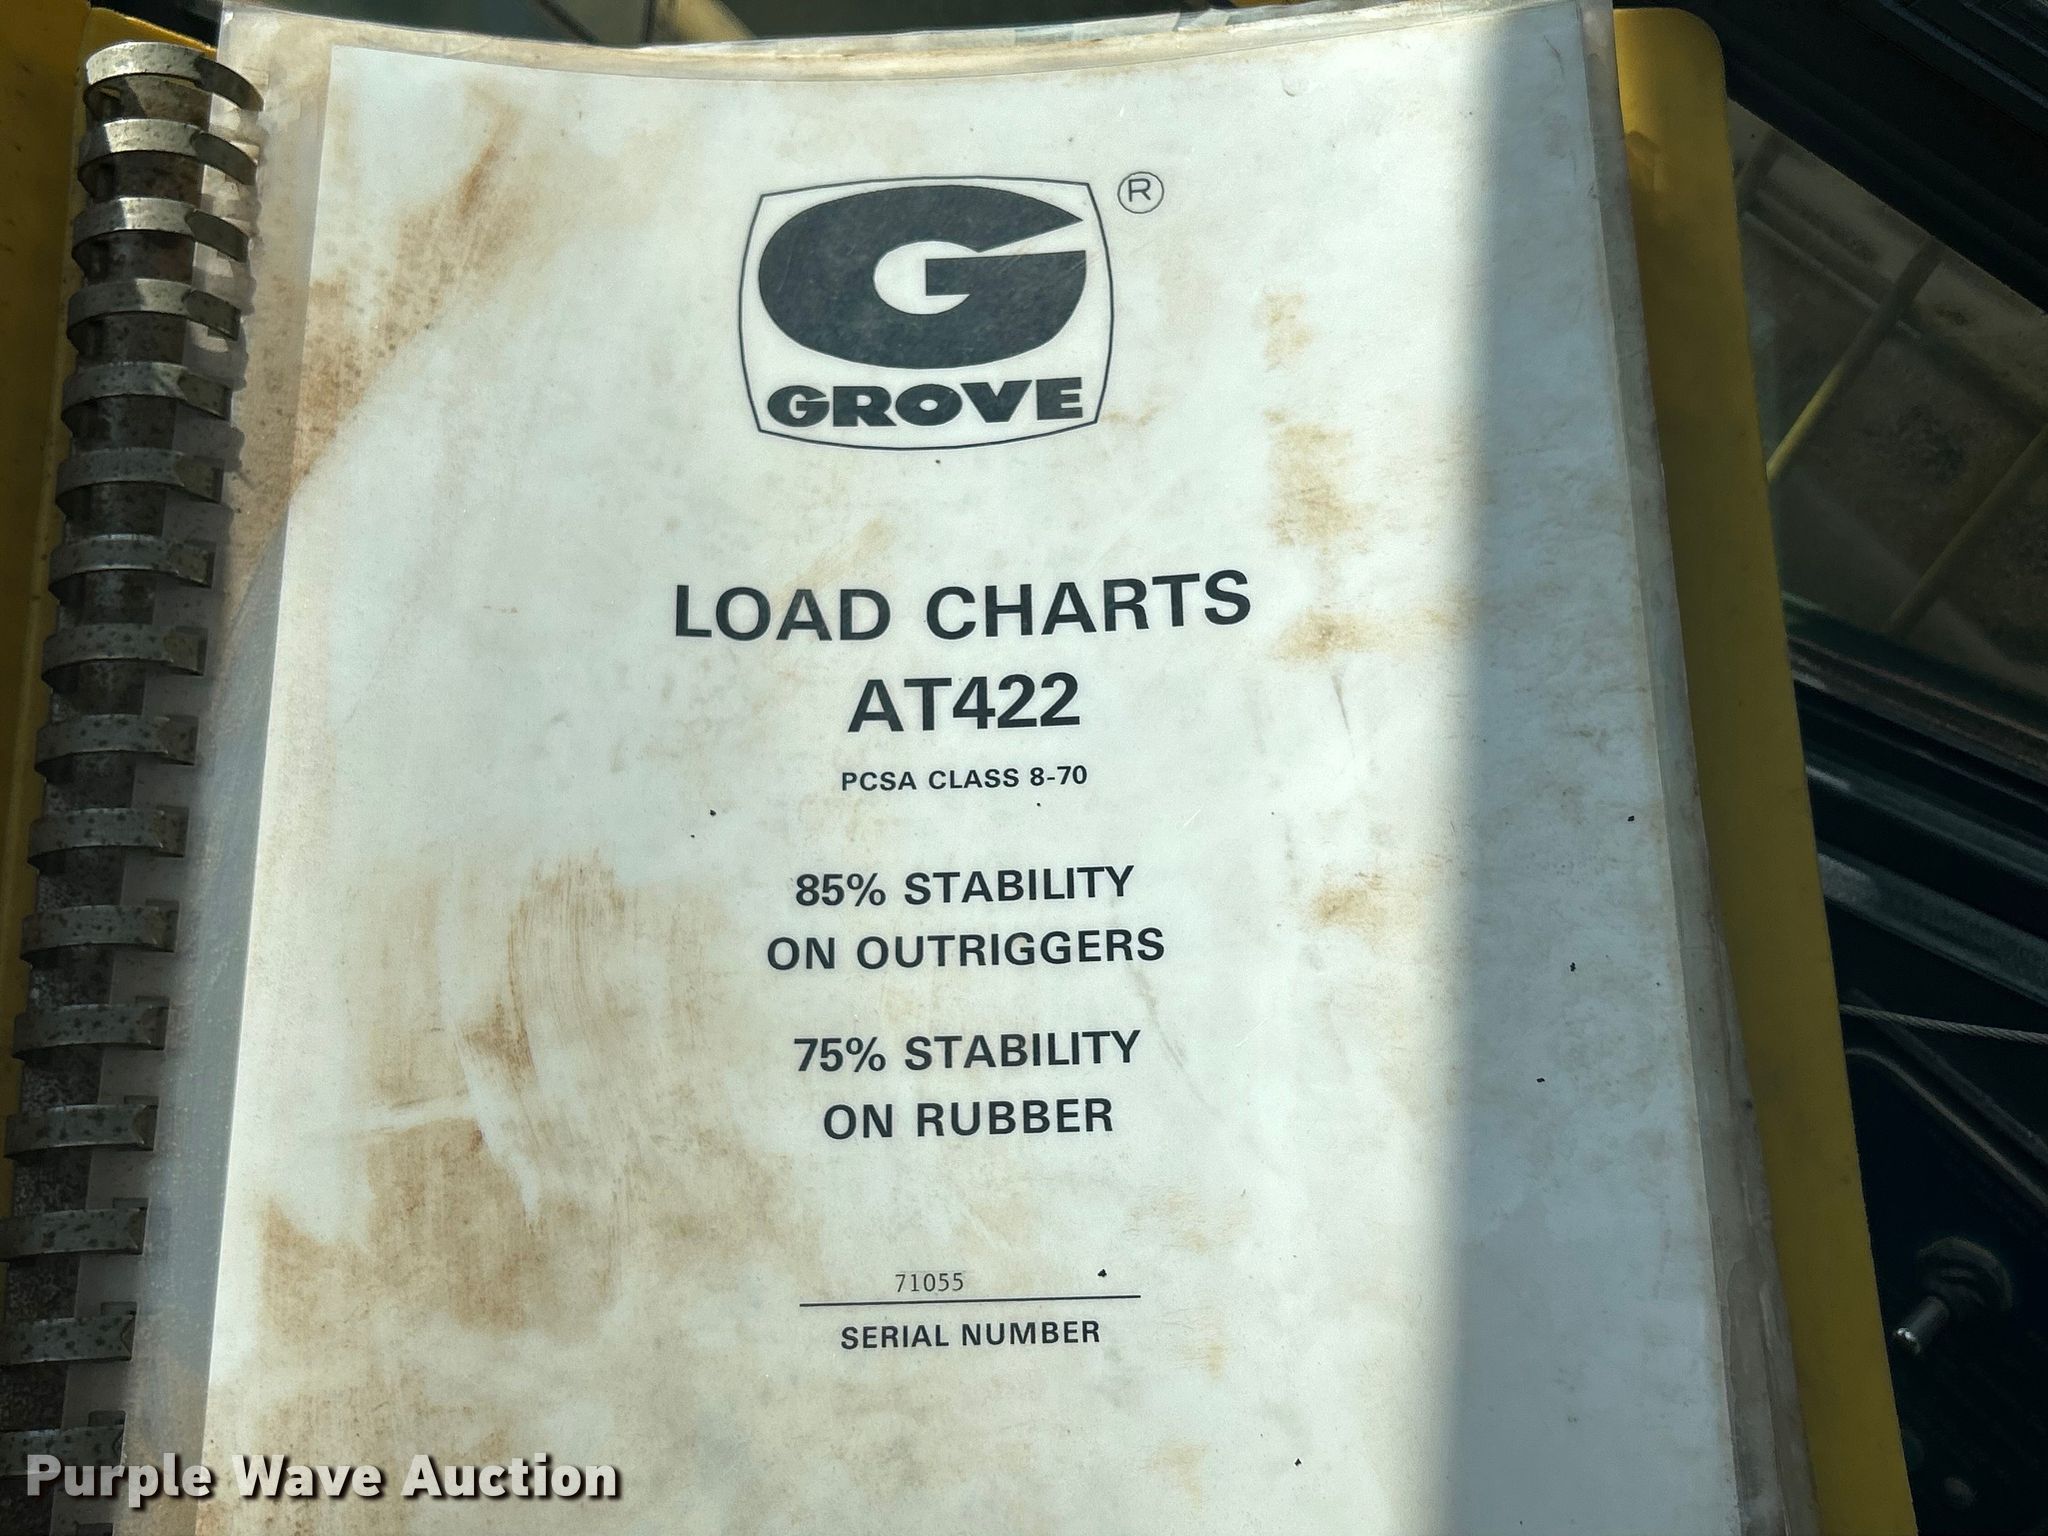 G ®
GROVE
LOAD CHARTS
AT422
PCSA CLASS 8-70
85% STABILITY
ON OUTRIGGERS
75% STABILITY
ON RUBBER
71055
SERIAL NUMBER
Purple Wave Auction